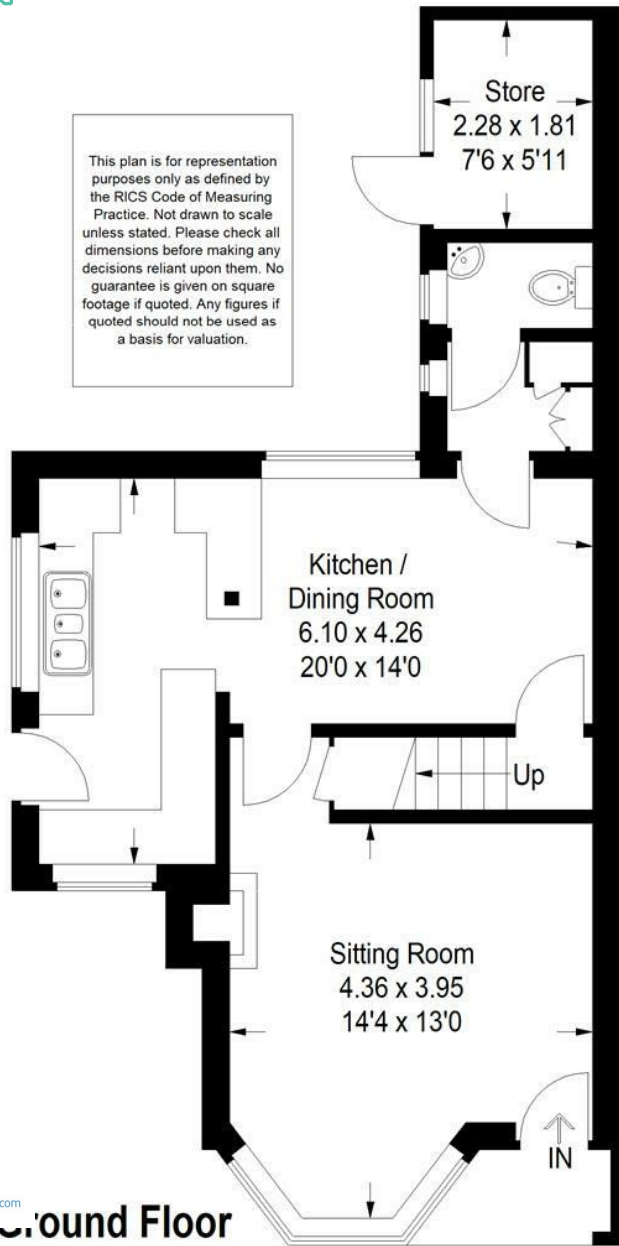 Store
2.28 x 1.81
7'6 x 5'11
This plan is for representation
purposes only as defined by
the RICS Code of Measuring
Practice. Not drawn to scale
unless stated. Please check all
dimensions before making any
decisions reliant upon them. No
guarantee is given on square
footage if quoted. Any figures if
quoted should not be used as
a basis for valuation.
Kitchen /
Dining Room
6.10 x 4.26
20'0 x 14'0
Up
Sitting Room
4.36 x 3.95
14'4 x 13'0
IN
com
Ground Floor